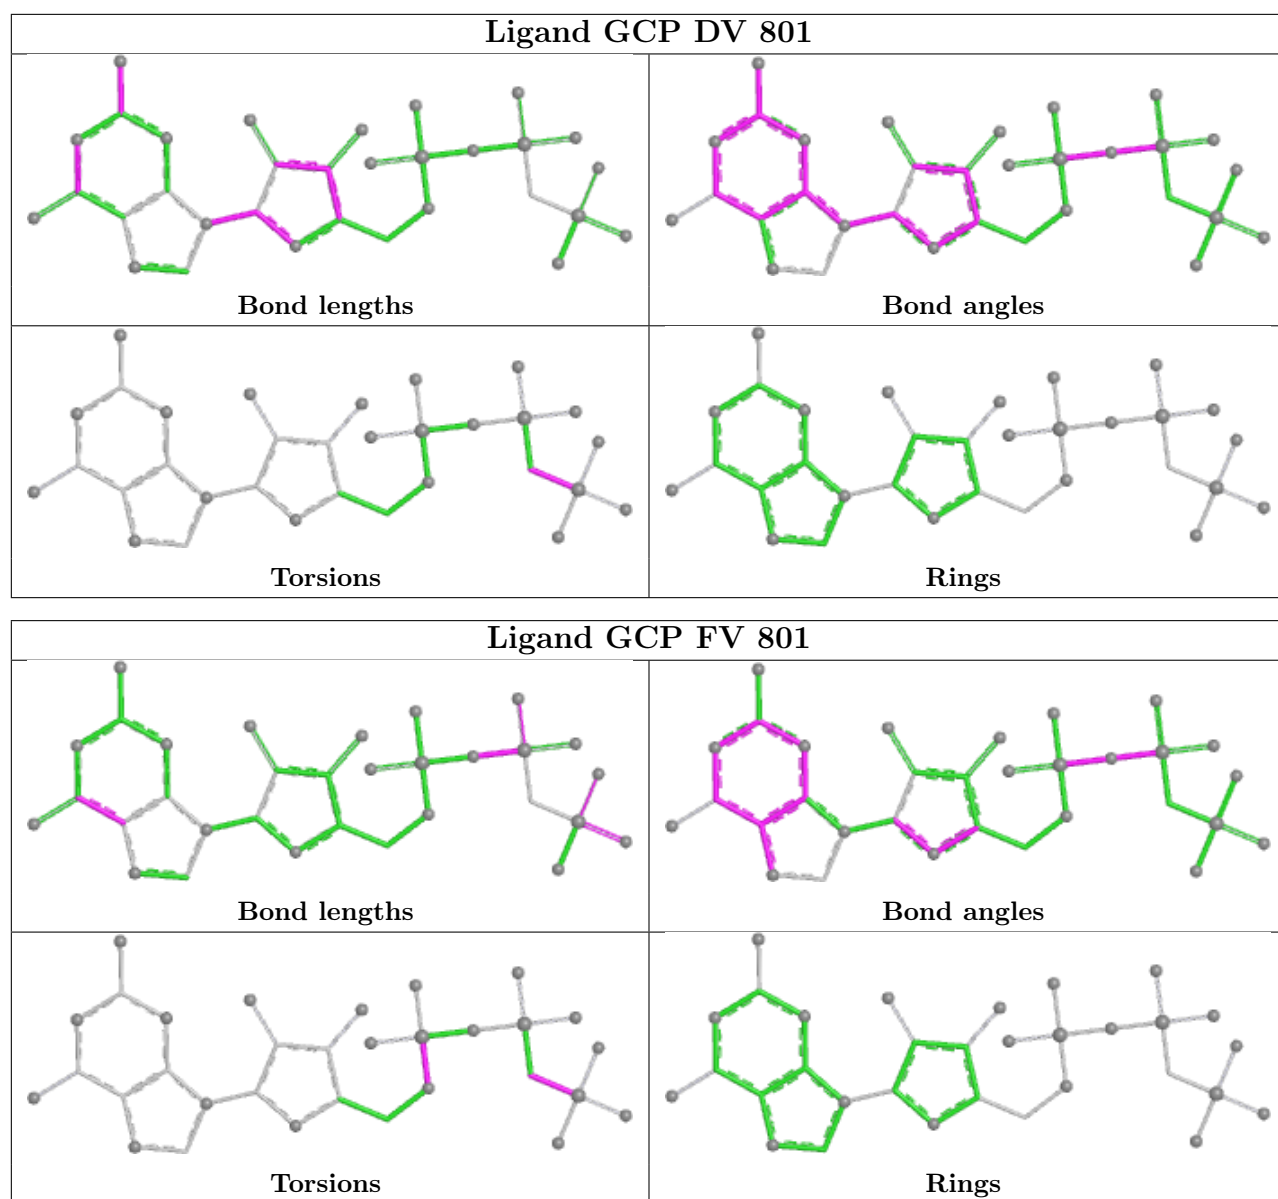 Ligand GCP DV 801
Bond lengths
Bond angles
Torsions
Rings
Ligand GCP FV 801
Bond lengths
Bond angles
Torsions
Rings